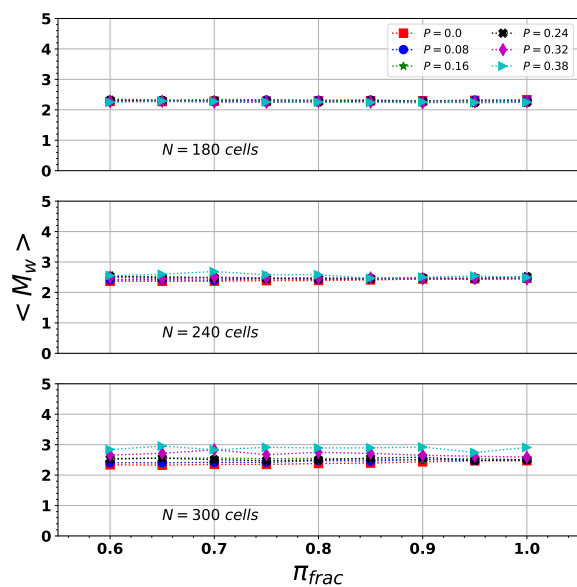 5
4
3
2
1
0
P = 0.0
P = 0.08
P = 0.16
P = 0.24
P = 0.32
P = 0.38
N = 180 cells
5
4
3
2
1
0
N = 240 cells
< M_w >
5
4
3
2
1
0
N = 300 cells
0.6 0.7 0.8 0.9 1.0
π_frac